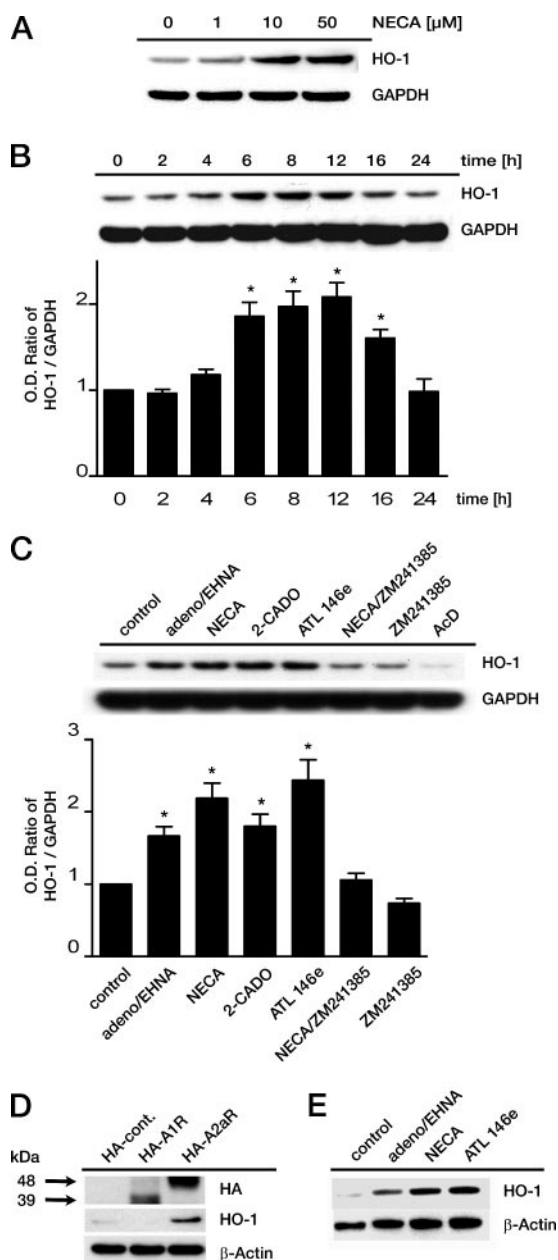 A
0 1 10 50 NECA [µM]
HO-1
GAPDH
B
0 2 4 6 8 12 16 24 time [h]
HO-1
GAPDH
O.D. Ratio of
HO-1 / GAPDH
2
1
0
* * * *
0 2 4 6 8 12 16 24 time [h]
C
control adeno/EHNA NECA 2-CADO ATL 146e NECA/ZM241385 ZM241385 AcD
HO-1
GAPDH
O.D. Ratio of
HO-1 / GAPDH
3
2
1
0
* * * *
control adeno/EHNA NECA 2-CADO ATL 146e NECA/ZM241385 ZM241385
D
HA-cont. HA-A1R HA-A2aR
kDa
48
39
HA
HO-1
β-Actin
E
control adeno/EHNA NECA ATL 146e
HO-1
β-Actin